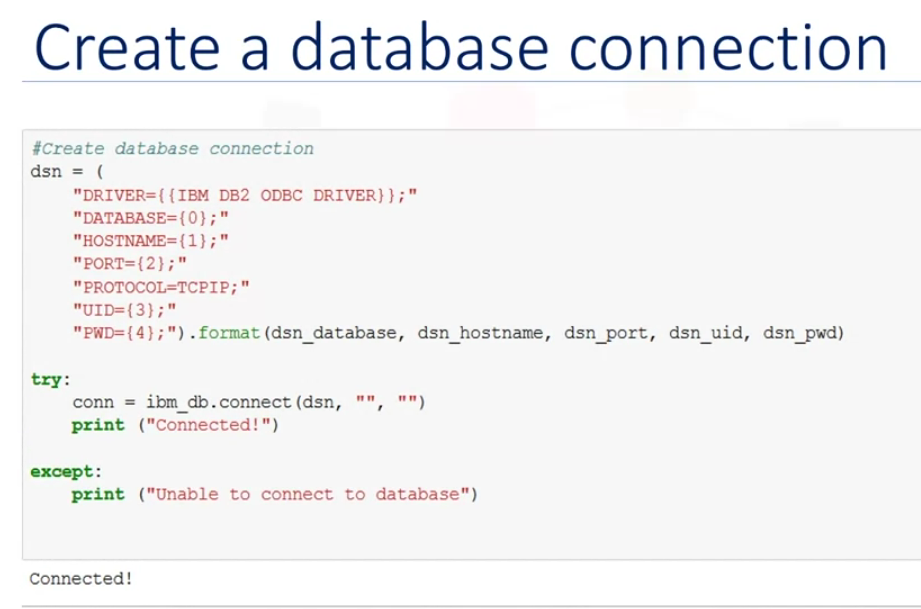 Create a database connection
#Create database connection
dsn = (
    "DRIVER={{IBM DB2 ODBC DRIVER}};"
    "DATABASE={0};"
    "HOSTNAME={1};"
    "PORT={2};"
    "PROTOCOL=TCPIP;"
    "UID={3};"
    "PWD={4};").format(dsn_database, dsn_hostname, dsn_port, dsn_uid, dsn_pwd)
try:
    conn = ibm_db.connect(dsn, "", "")
    print ("Connected!")
except:
    print ("Unable to connect to database")
Connected!